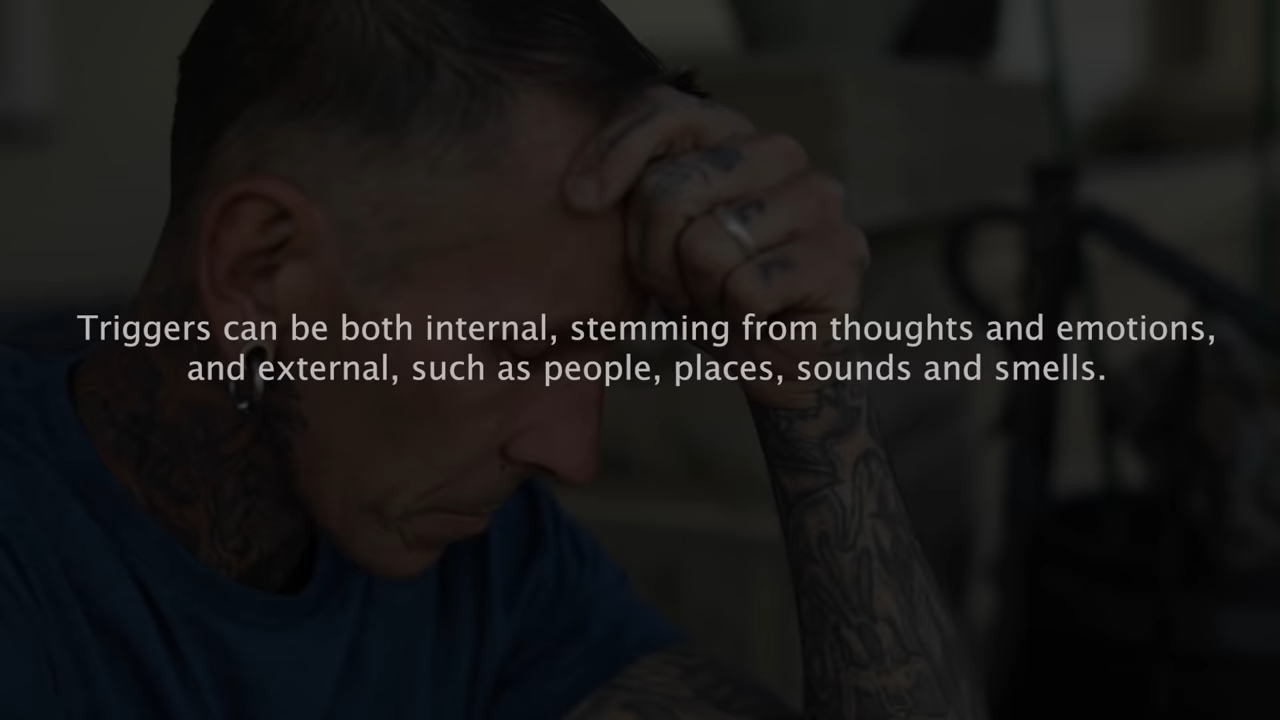 Triggers can be both internal, stemming from thoughts and emotions,
and external, such as people, places, sounds and smells.